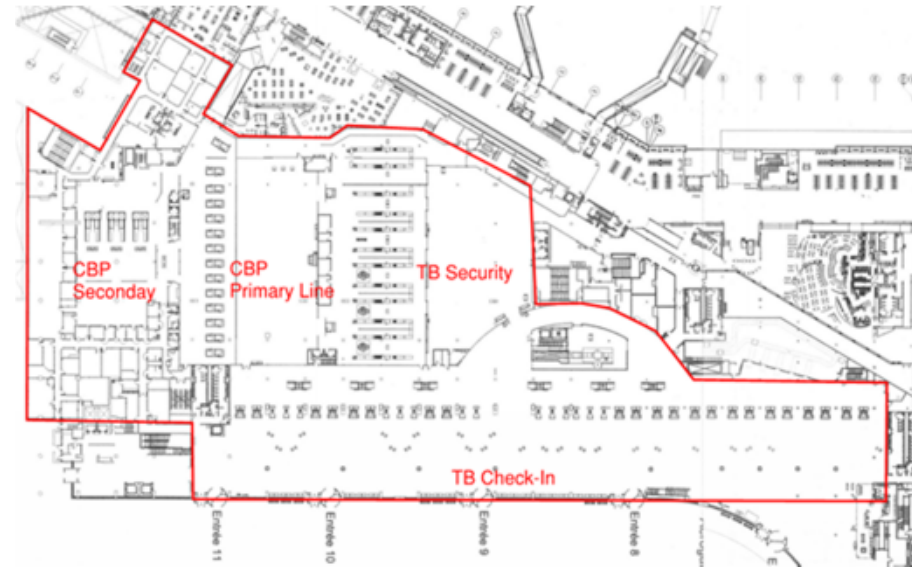 CBP
Seconday
CBP
Primary Line
TB Security
TB Check-In
Entrée 11
Entrée 10
Entrée 9
Entrée 8